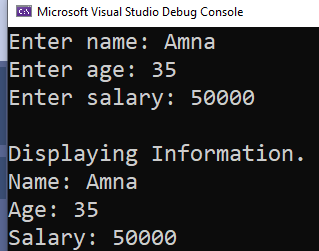 Microsoft Visual Studio Debug Console
Enter name: Amna
Enter age: 35
Enter salary: 50000

Displaying Information.
Name: Amna
Age: 35
Salary: 50000